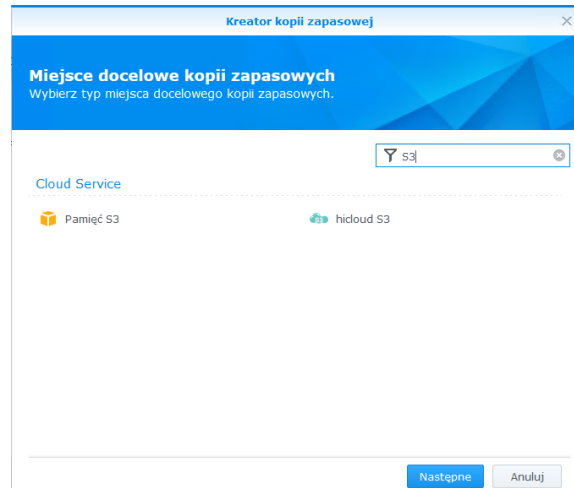 Kreator kopii zapasowej
Miejsce docelowe kopii zapasowych
Wybierz typ miejsca docelowego kopii zapasowych.
S3
Cloud Service
Pamięć S3
hicloud S3
Następne
Anuluj